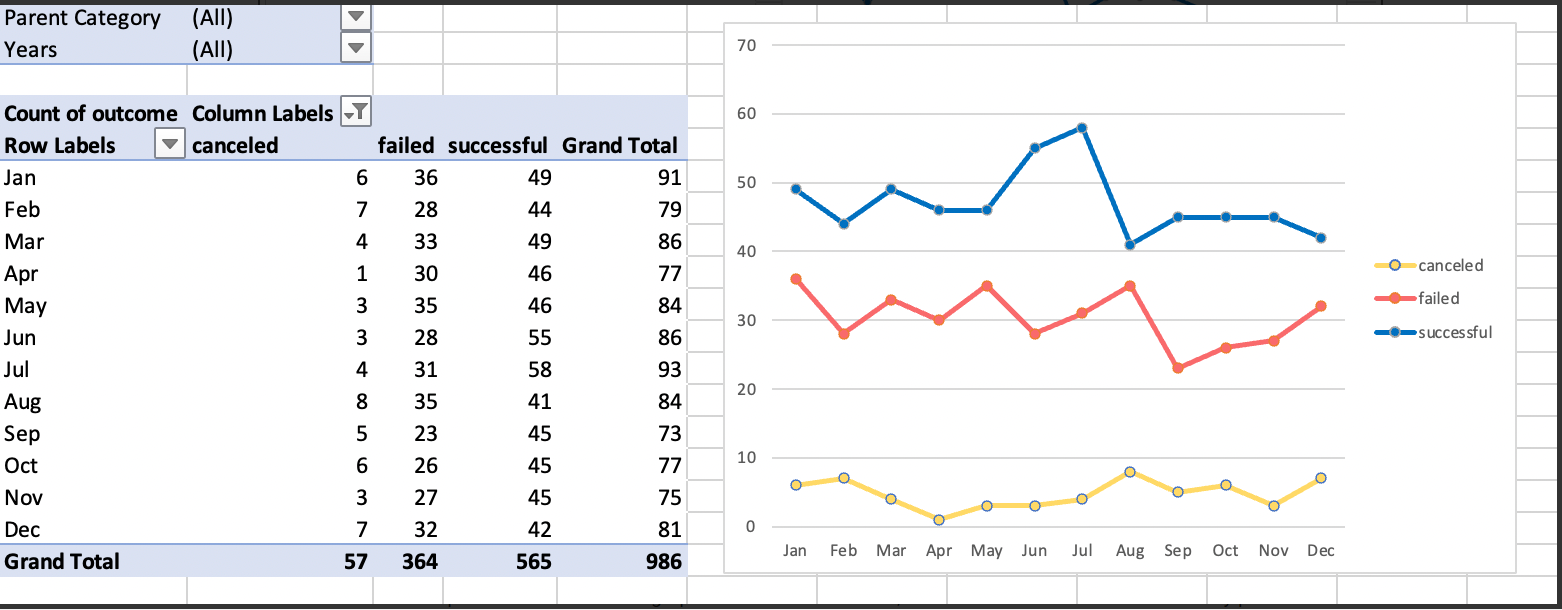 Parent Category (All)
Years (All)
Count of outcome Column Labels
Row Labels canceled failed successful Grand Total
Jan 6 36 49 91
Feb 7 28 44 79
Mar 4 33 49 86
Apr 1 30 46 77
May 3 35 46 84
Jun 3 28 55 86
Jul 4 31 58 93
Aug 8 35 41 84
Sep 5 23 45 73
Oct 6 26 45 77
Nov 3 27 45 75
Dec 7 32 42 81
Grand Total 57 364 565 986
70
60
50
40
30
20
10
0
Jan Feb Mar Apr May Jun Jul Aug Sep Oct Nov Dec
canceled
failed
successful